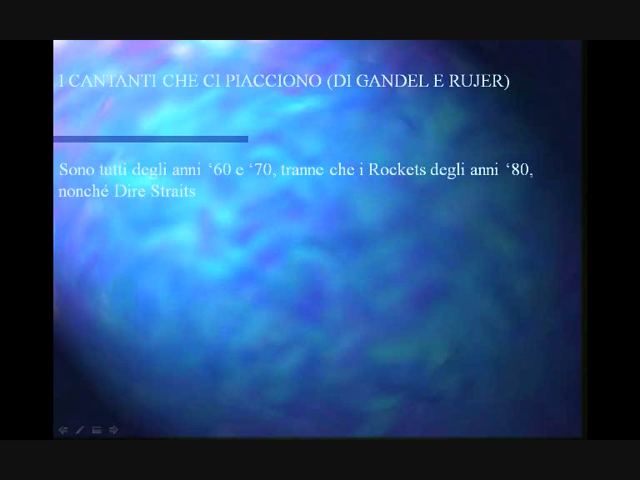 I CANTANTI CHE CI PIACCIONO (DI GANDEL E RUJER)
Sono tutti degli anni ‘60 e ‘70, tranne che i Rockets degli anni ‘80,
nonché Dire Straits